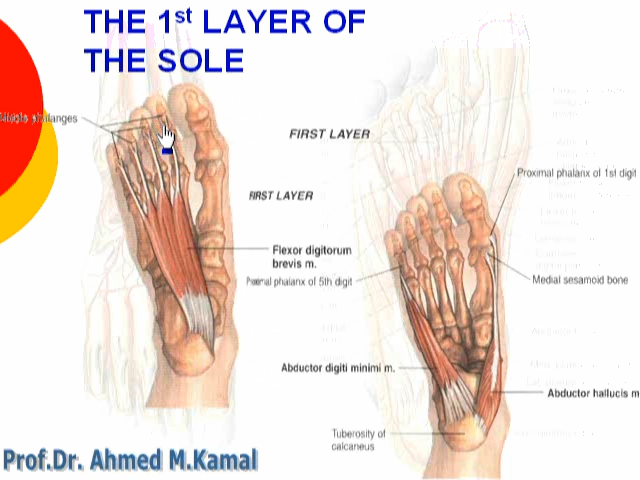 THE 1st LAYER OF
THE SOLE
phalanges
FIRST LAYER
FIRST LAYER
Proximal phalanx of 1st digit
Flexor digitorum
brevis m.
phalanx of 5th digit
Medial sesamoid bone
Abductor digiti minimi m.
Abductor hallucis m
Tuberosity of
calcaneus
Prof.Dr. Ahmed M.Kamal